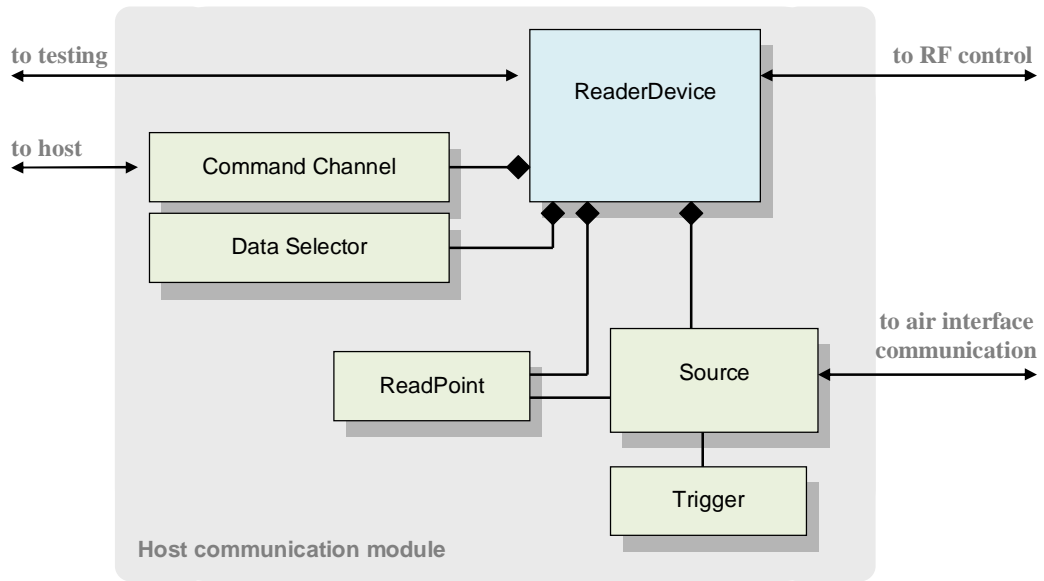 to testing
to RF control
ReaderDevice
to host
Command Channel
Data Selector
to air interface
communication
Source
ReadPoint
Trigger
Host communication module